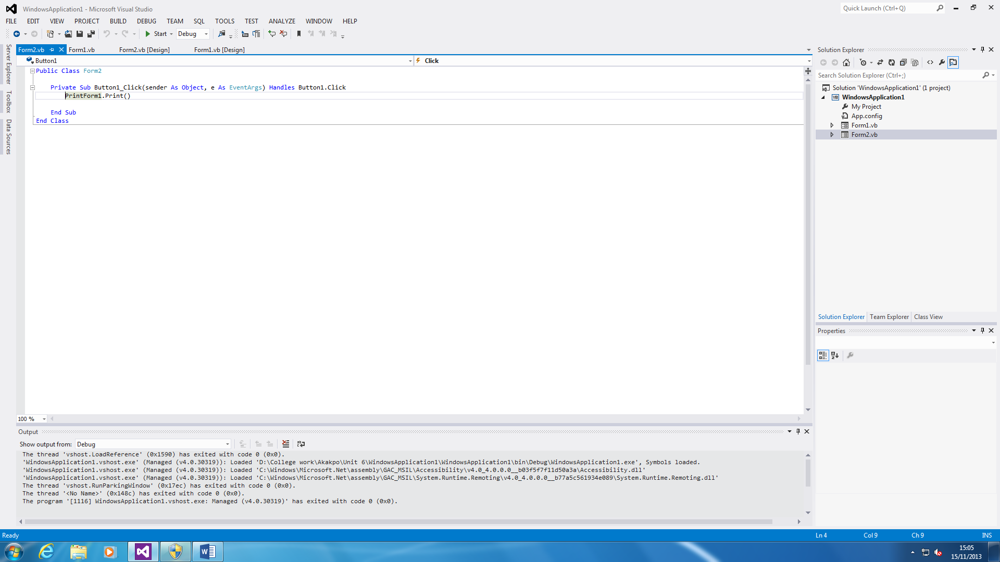 WindowsApplication1 - Microsoft Visual Studio
Quick Launch (Ctrl+Q)
FILE EDIT VIEW PROJECT BUILD DEBUG TEAM SQL TOOLS TEST ANALYZE WINDOW HELP
Start Debug
Server Explorer
Toolbox
Data Sources
Form2.vb Form1.vb Form2.vb [Design] Form1.vb [Design]
Button1 Click
Public Class Form2
Private Sub Button1_Click(sender As Object, e As EventArgs) Handles Button1.Click
PrintForm1.Print()
End Sub
End Class
100 %
Output
Show output from: Debug
The thread 'vshost.LoadReference' (0x1590) has exited with code 0 (0x0).
'WindowsApplication1.vshost.exe' (Managed (v4.0.30319)): Loaded 'D:\College work\Akakpo\Unit 6\WindowsApplication1\WindowsApplication1\bin\Debug\WindowsApplication1.exe', Symbols loaded.
'WindowsApplication1.vshost.exe' (Managed (v4.0.30319)): Loaded 'C:\Windows\Microsoft.Net\assembly\GAC_MSIL\Accessibility\v4.0_4.0.0.0__b03f5f7f11d50a3a\Accessibility.dll'
'WindowsApplication1.vshost.exe' (Managed (v4.0.30319)): Loaded 'C:\Windows\Microsoft.Net\assembly\GAC_MSIL\System.Runtime.Remoting\v4.0_4.0.0.0__b77a5c561934e089\System.Runtime.Remoting.dll'
The thread 'vshost.RunParkingWindow' (0x17ec) has exited with code 0 (0x0).
The thread '<No Name>' (0x148c) has exited with code 0 (0x0).
The program '[1116] WindowsApplication1.vshost.exe: Managed (v4.0.30319)' has exited with code 0 (0x0).
Solution Explorer
Search Solution Explorer (Ctrl+;)
Solution 'WindowsApplication1' (1 project)
VB WindowsApplication1
My Project
App.config
Form1.vb
Form2.vb
Solution Explorer Team Explorer Class View
Properties
Ready Ln 4 Col 9 Ch 9 INS
15:05
15/11/2013